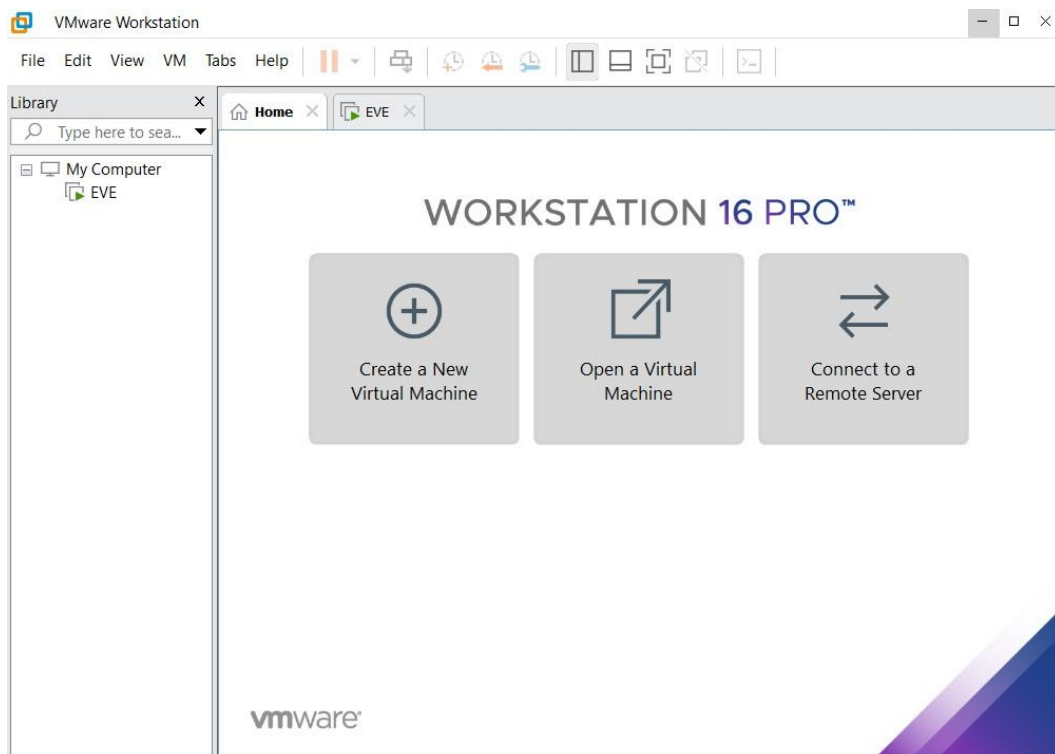 VMware Workstation
File Edit View VM Tabs Help
Library
Type here to sea...
My Computer
EVE
Home
EVE
WORKSTATION 16 PRO™
Create a New
Virtual Machine
Open a Virtual
Machine
Connect to a
Remote Server
vmware®